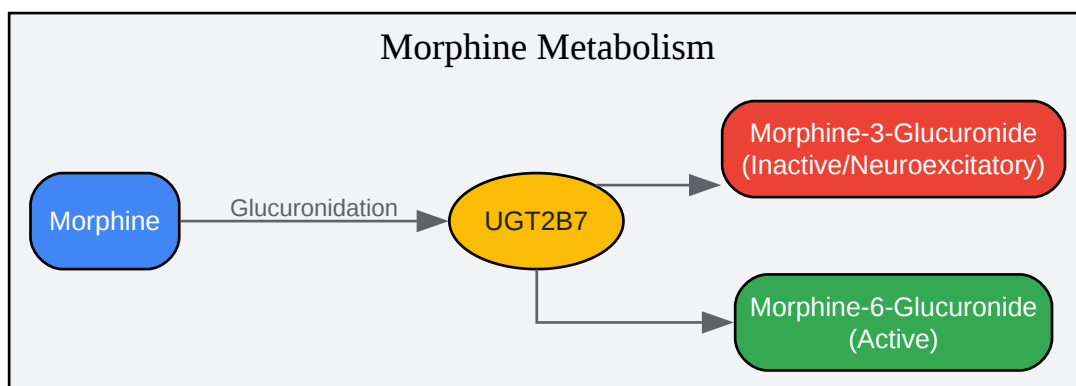 Morphine Metabolism
Morphine
Glucuronidation
UGT2B7
Morphine-3-Glucuronide
(Inactive/Neuroexcitatory)
Morphine-6-Glucuronide
(Active)